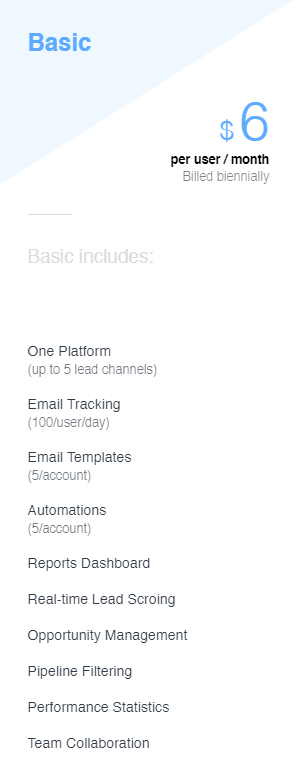 Basic
$6
per user / month
Billed biennially
Basic includes:
One Platform
(up to 5 lead channels)
Email Tracking
(100/user/day)
Email Templates
(5/account)
Automations
(5/account)
Reports Dashboard
Real-time Lead Scroing
Opportunity Management
Pipeline Filtering
Performance Statistics
Team Collaboration